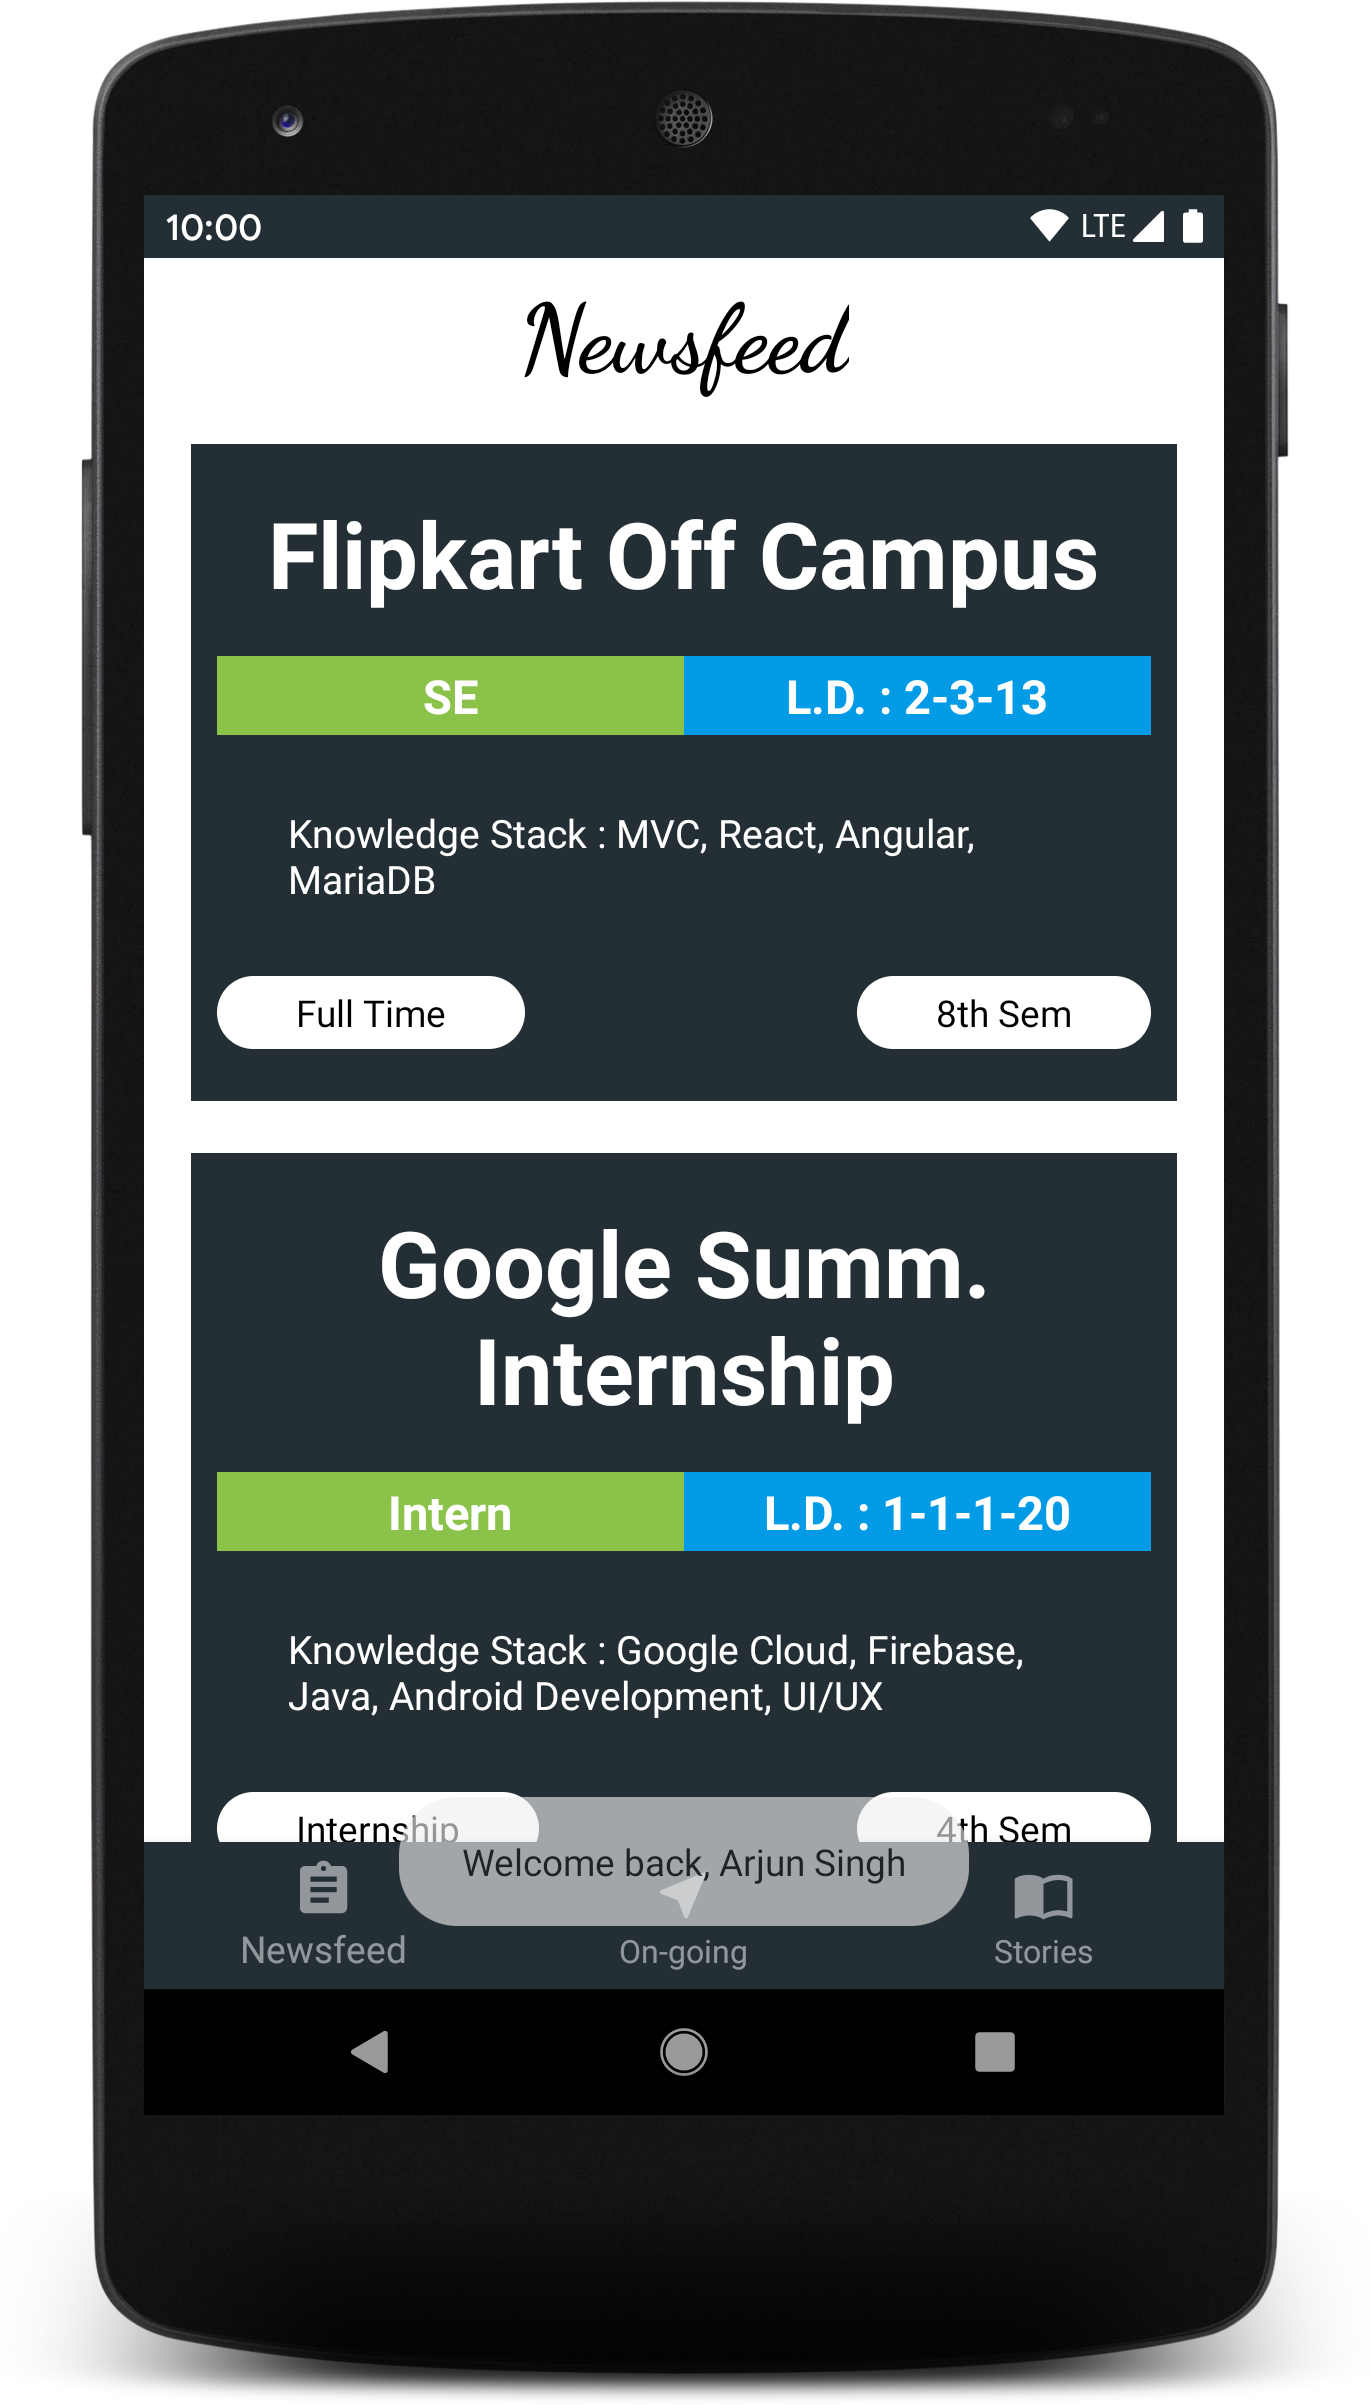 10:00 LTE
Newsfeed
Flipkart Off Campus
SE L.D. : 2-3-13
Knowledge Stack : MVC, React, Angular,
MariaDB
Full Time 8th Sem
Google Summ.
Internship
Intern L.D. : 1-1-1-20
Knowledge Stack : Google Cloud, Firebase,
Java, Android Development, UI/UX
Internship 4th Sem
Welcome back, Arjun Singh
Newsfeed On-going Stories